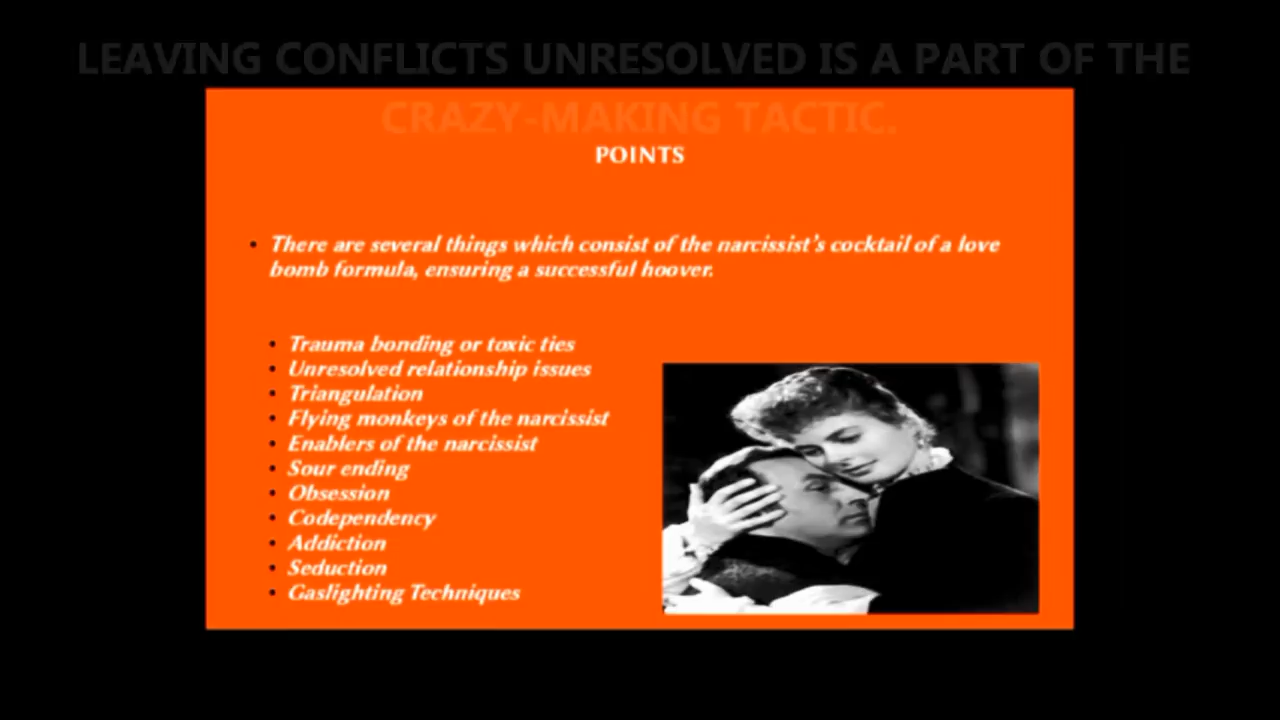 LEAVING CONFLICTS UNRESOLVED IS A PART OF THE
CRAZY-MAKING TACTIC.
POINTS
• There are several things which consist of the narcissist's cocktail of a love
bomb formula, ensuring a successful hoover.
• Trauma bonding or toxic ties
• Unresolved relationship issues
• Triangulation
• Flying monkeys of the narcissist
• Enablers of the narcissist
• Sour ending
• Obsession
• Codependency
• Addiction
• Seduction
• Gaslighting Techniques